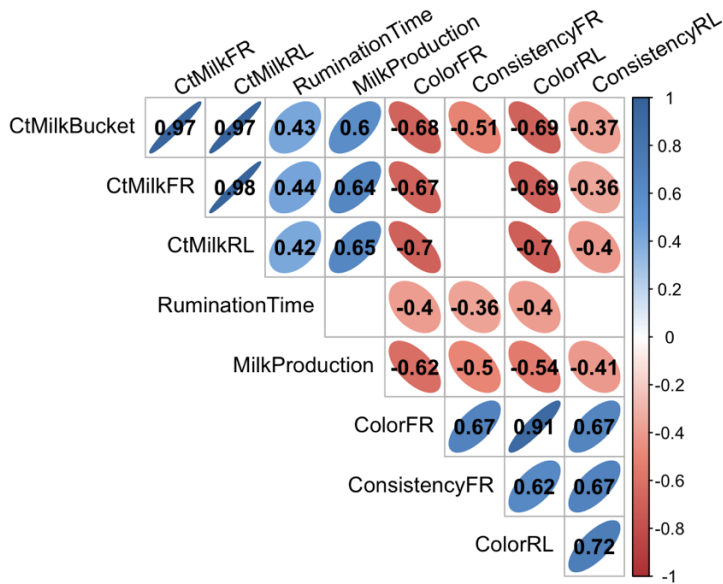 CtMilkFR CtMilkRL RuminationTime MilkProduction ColorFR ConsistencyFR ColorRL ConsistencyRL
CtMilkBucket 0.97 0.97 0.43 0.6 -0.68 -0.51 -0.69 -0.37
CtMilkFR 0.98 0.44 0.64 -0.67 -0.69 -0.36
CtMilkRL 0.42 0.65 -0.7 -0.7 -0.4
RuminationTime -0.4 -0.36 -0.4
MilkProduction -0.62 -0.5 -0.54 -0.41
ColorFR 0.67 0.91 0.67
ConsistencyFR 0.62 0.67
ColorRL 0.72
1
0.8
0.6
0.4
0.2
0
-0.2
-0.4
-0.6
-0.8
-1